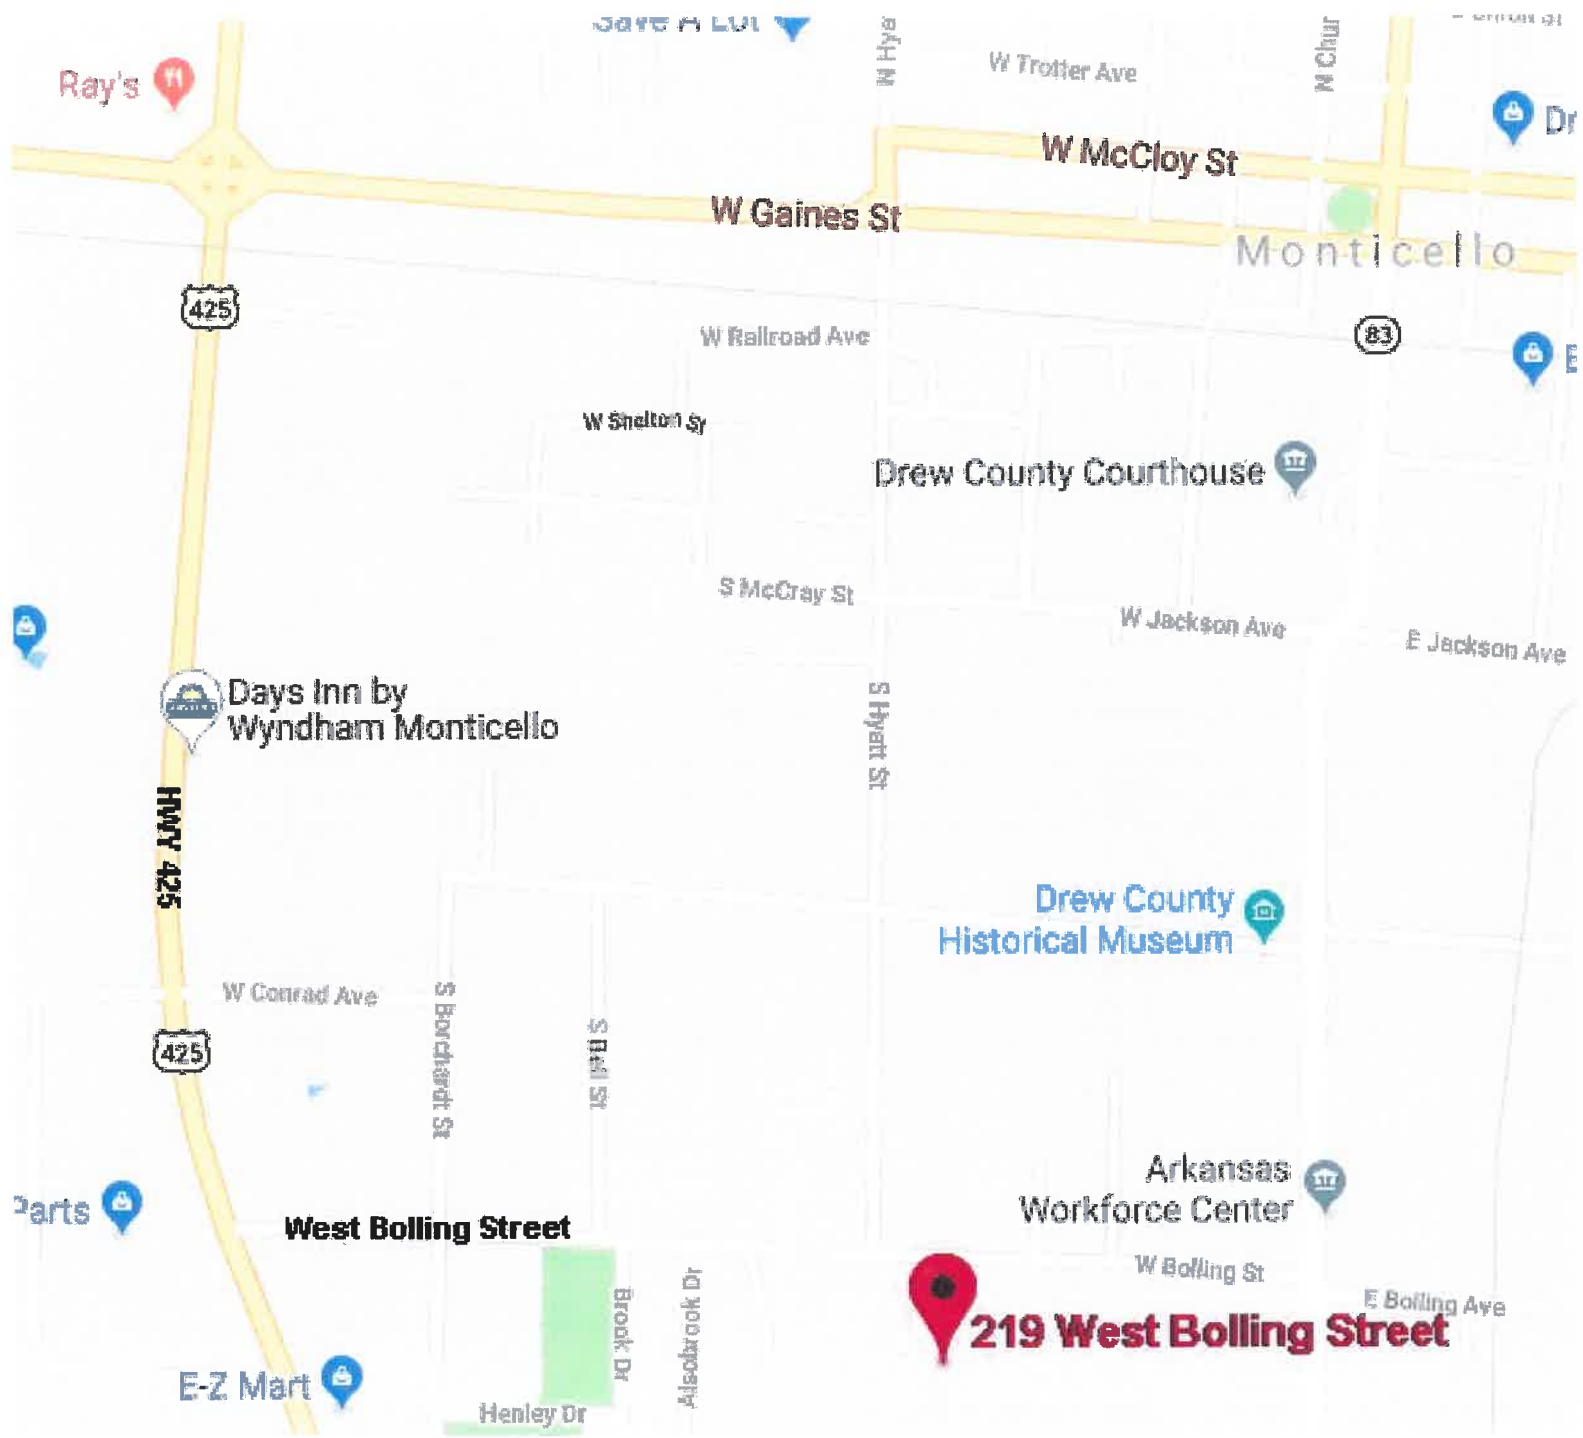 Save A Lot
W Trotter Ave
Ray's
W McCloy St
W Gaines St
Monticello
425
83
W Railroad Ave
W Shelton
Drew County Courthouse
S McCray St
W Jackson Ave
E Jackson Ave
Days Inn by
Wyndham Monticello
S Hyatt St
HWY 425
Drew County
Historical Museum
W Conrad Ave
S Borchardt St
425
S Bell St
Arkansas
Workforce Center
Parts
West Bolling Street
W Bolling St
E Bolling Ave
219 West Bolling Street
Brook Dr
Alsobrook Dr
E-Z Mart
Henley Dr